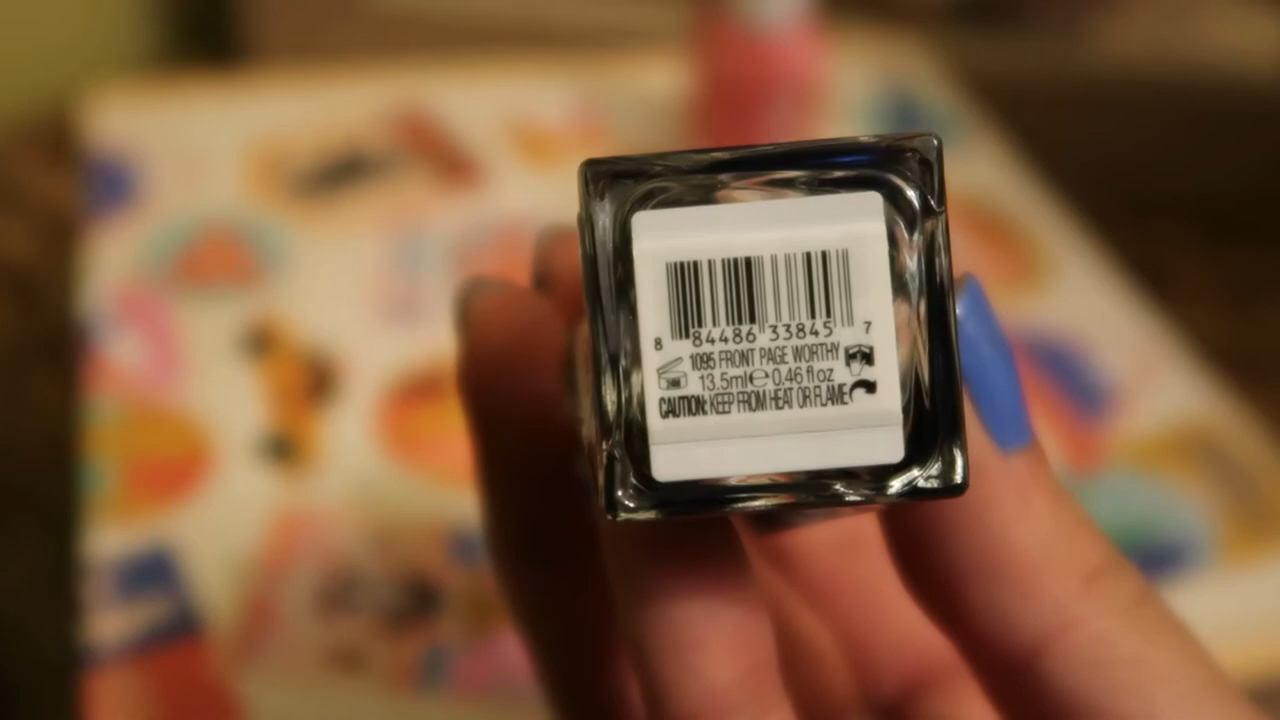 8 84486 33845 7
1095 FRONT PAGE WORTHY
13.5ml℮ 0.46 fl oz
CAUTION: KEEP FROM HEAT OR FLAME